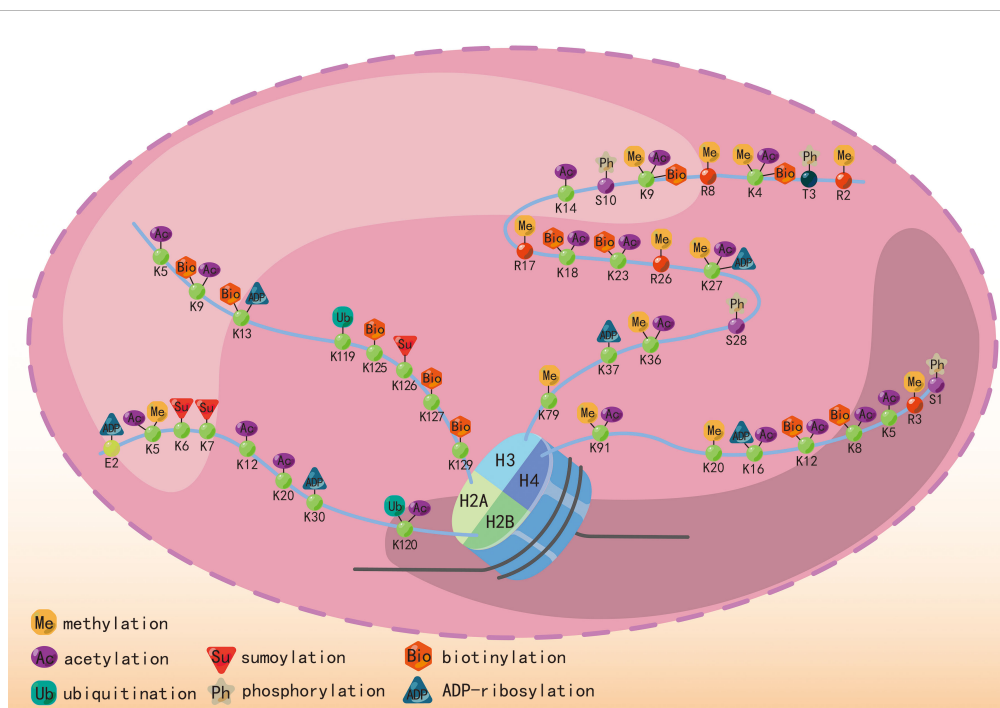 Me Me Ac Bio Me Me Ac Bio Ph Me
Ac Ph
K14 S10 K9 R8 K4 T3 R2
Me Bio Ac Bio Ac Me Me Ac ADP
R17 K18 K23 R26 K27
Ph
S28
ADP Me Ac
K37 K36
Me
K79
Ac
K5
Bio Ac
K9
Bio ADP
K13
Ub Bio Su
K119 K125 K126
Bio
K127
Bio
K129
ADP Ac Me Su Su
E2 K5 K6 K7
Ac
K12
Ac
K20
ADP
K30
Ub Ac
K120
Me Ac
K91
Me ADP Ac Bio Ac Bio Ac Ac Me Ph
K20 K16 K12 K8 K5 R3 S1
H3
H4
H2A
H2B
Me methylation
Ac acetylation Su sumoylation Bio biotinylation
Ub ubiquitination Ph phosphorylation ADP ADP-ribosylation